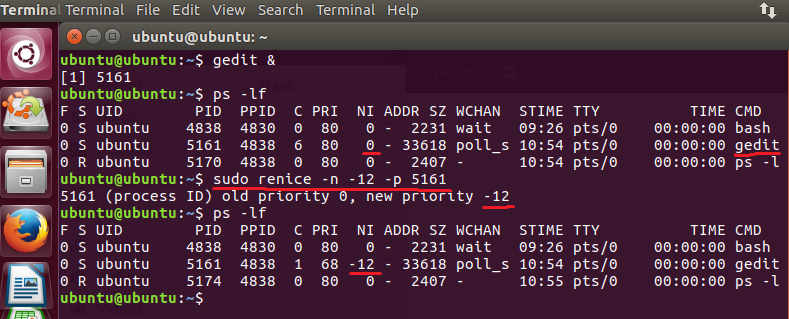 Terminal Terminal File Edit View Search Terminal Help
ubuntu@ubuntu: ~
ubuntu@ubuntu:~$ gedit &
[1] 5161
ubuntu@ubuntu:~$ ps -lf
F S UID PID PPID C PRI NI ADDR SZ WCHAN STIME TTY TIME CMD
0 S ubuntu 4838 4830 0 80 0 - 2231 wait 09:26 pts/0 00:00:00 bash
0 S ubuntu 5161 4838 6 80 0 - 33618 poll_s 10:54 pts/0 00:00:00 gedit
0 R ubuntu 5170 4838 0 80 0 - 2407 - 10:54 pts/0 00:00:00 ps -l
ubuntu@ubuntu:~$ sudo renice -n -12 -p 5161
5161 (process ID) old priority 0, new priority -12
ubuntu@ubuntu:~$ ps -lf
F S UID PID PPID C PRI NI ADDR SZ WCHAN STIME TTY TIME CMD
0 S ubuntu 4838 4830 0 80 0 - 2231 wait 09:26 pts/0 00:00:00 bash
0 S ubuntu 5161 4838 1 68 -12 - 33618 poll_s 10:54 pts/0 00:00:00 gedit
0 R ubuntu 5174 4838 0 80 0 - 2407 - 10:55 pts/0 00:00:00 ps -l
ubuntu@ubuntu:~$